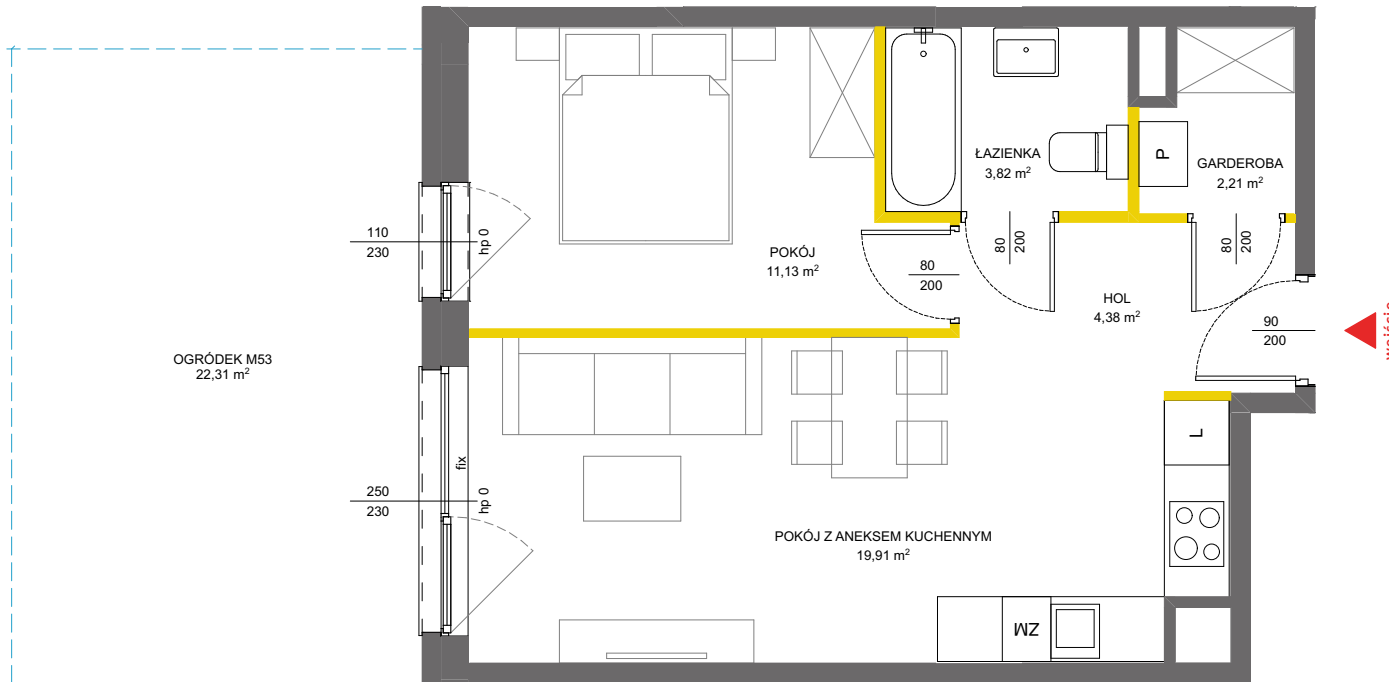 ŁAZIENKA
3,82 m²
P
GARDEROBA
2,21 m²
110
230
hp 0
POKÓJ
11,13 m²
80
200
80
200
80
200
HOL
4,38 m²
90
200
wejście
OGRÓDEK M53
22,31 m²
L
fix
250
230
hp 0
POKÓJ Z ANEKSEM KUCHENNYM
19,91 m²
ZM